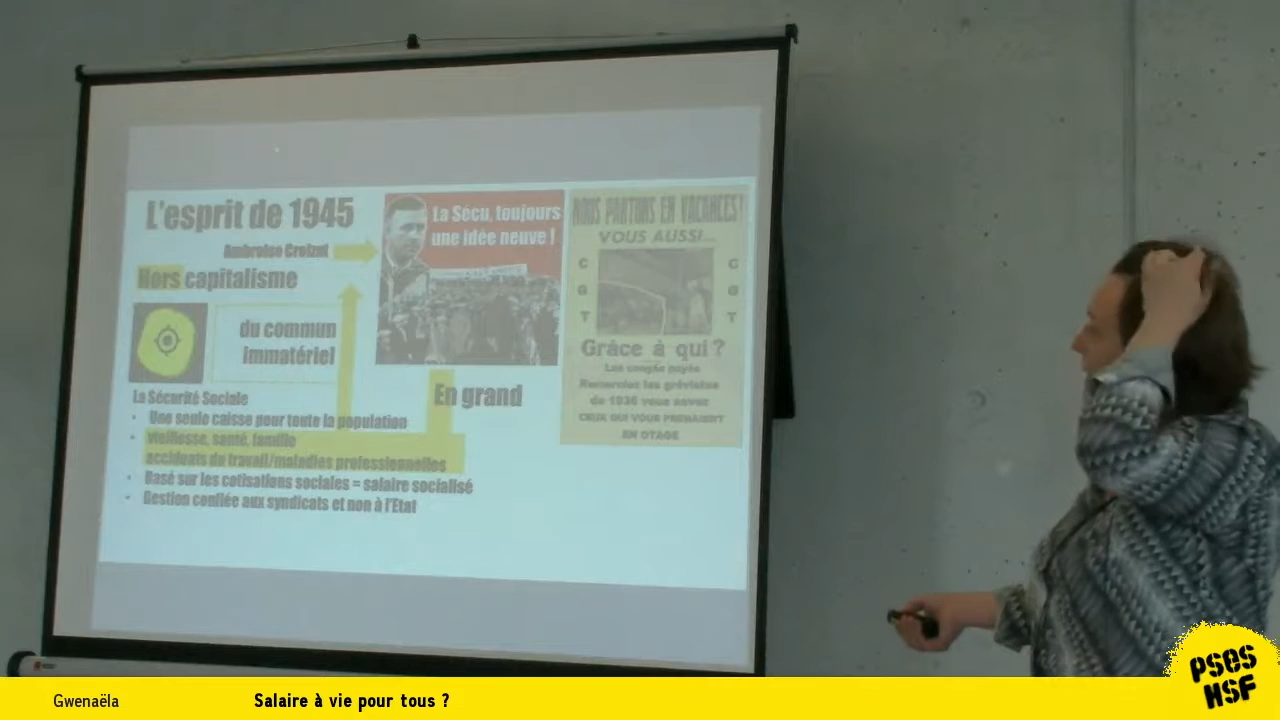 L'esprit de 1945
Ambroise Croizat
Hors capitalisme
du commun
immatériel
La Sécu, toujours
une idée neuve !
En grand
La Sécurité Sociale
• Une seule caisse pour toute la population
• vieillesse, santé, famille
accidents du travail/maladies professionnelles
• Basé sur les cotisations sociales = salaire socialisé
• Gestion confiée aux syndicats et non à l'Etat
NOUS PARTONS EN VACANCES!
VOUS AUSSI...
C G T
C G T
Grâce à qui ?
Les congés payés
Remerciez les grévistes
de 1936 vous savez
CEUX QUI VOUS PRENAIENT
EN OTAGE
Gwenaëla
Salaire à vie pour tous ?
PSES
HSF